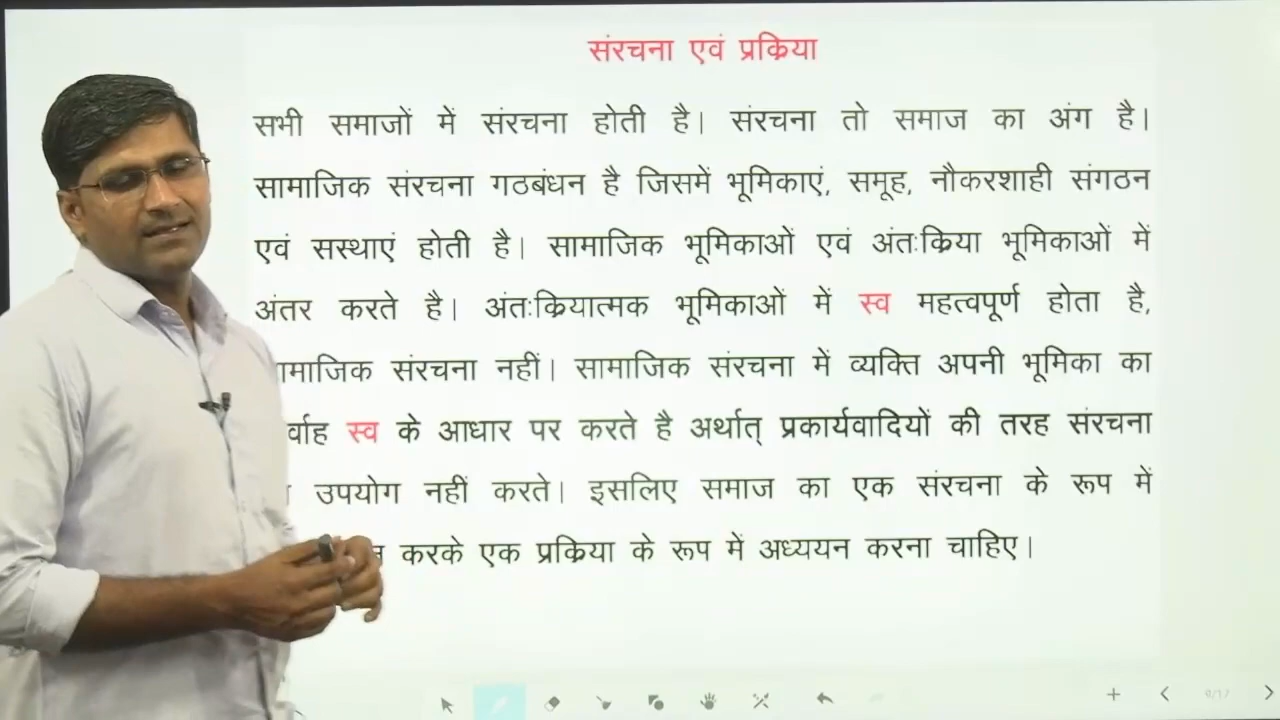 संरचना एवं प्रक्रिया
सभी समाजों में संरचना होती है। संरचना तो समाज का अंग है।
सामाजिक संरचना गठबंधन है जिसमें भूमिकाएं, समूह, नौकरशाही संगठन
एवं सस्थाएं होती है। सामाजिक भूमिकाओं एवं अंतःक्रिया भूमिकाओं में
अंतर करते है। अंतःक्रियात्मक भूमिकाओं में स्व महत्वपूर्ण होता है,
संरचना नहीं। सामाजिक संरचना में व्यक्ति अपनी भूमिका का
स्व के आधार पर करते है अर्थात् प्रकार्यवादियों की तरह संरचना
उपयोग नहीं करते। इसलिए समाज का एक संरचना के रूप में
करके एक प्रक्रिया के रूप में अध्ययन करना चाहिए।
9/17